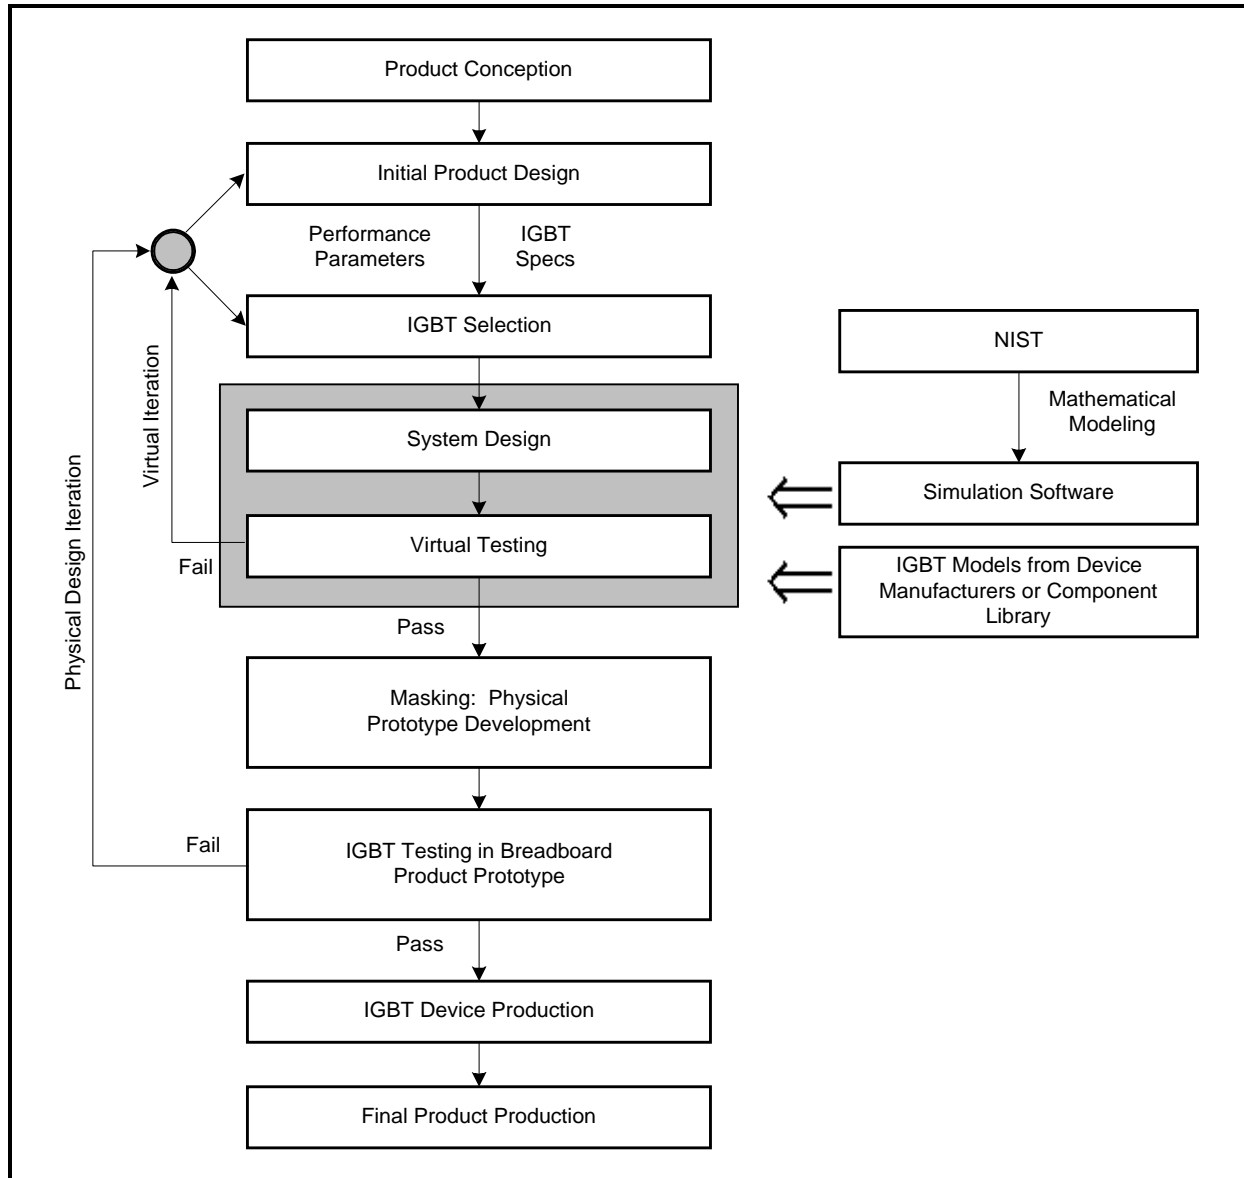 Product Conception
Initial Product Design
Performance
Parameters
IGBT
Specs
IGBT Selection
NIST
Mathematical
Modeling
Virtual Iteration
Physical Design Iteration
System Design
Simulation Software
Virtual Testing
Fail
IGBT Models from Device
Manufacturers or Component
Library
Pass
Masking:  Physical
Prototype Development
Fail
IGBT Testing in Breadboard
Product Prototype
Pass
IGBT Device Production
Final Product Production